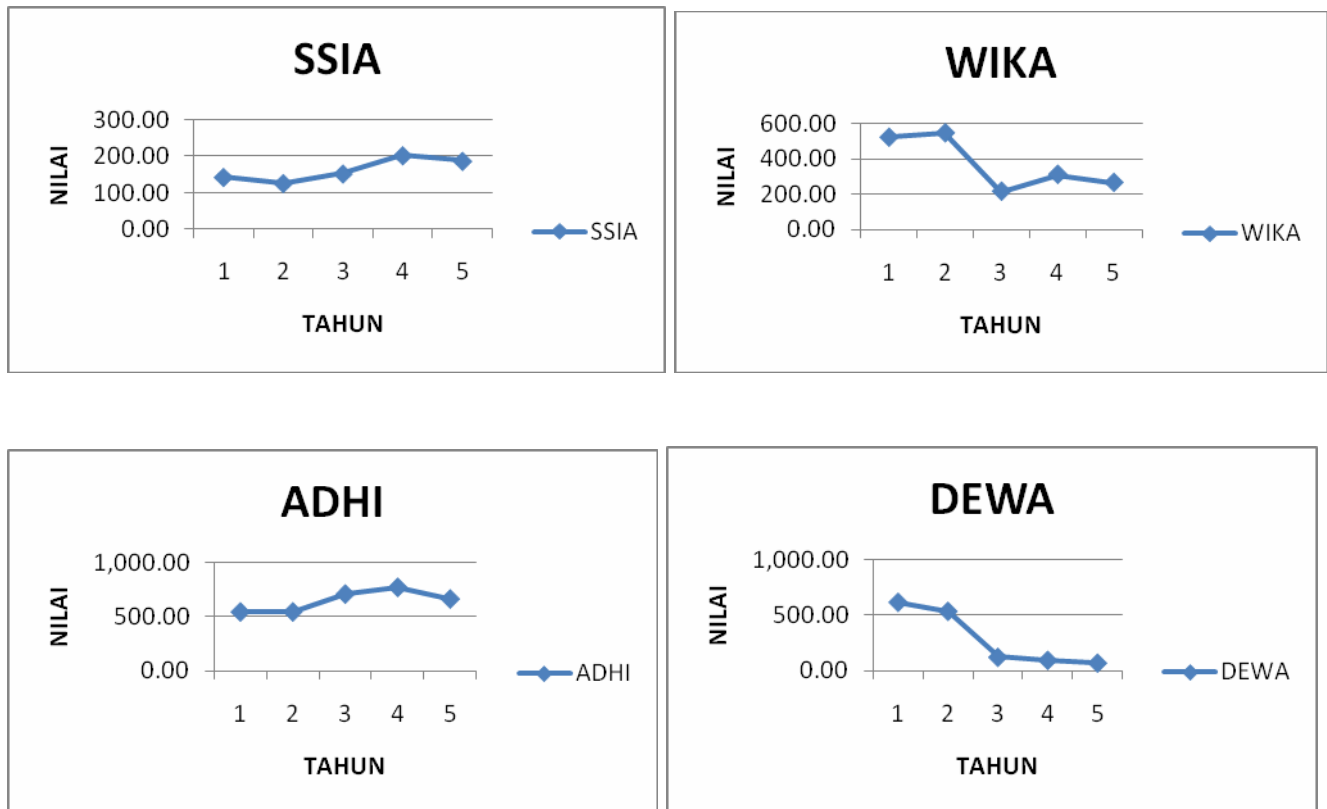 SSIA
300.00
200.00
100.00
0.00
NILAI
1 2 3 4 5
TAHUN
SSIA
WIKA
600.00
400.00
200.00
0.00
NILAI
1 2 3 4 5
TAHUN
WIKA
ADHI
1,000.00
500.00
0.00
NILAI
1 2 3 4 5
TAHUN
ADHI
DEWA
1,000.00
500.00
0.00
NILAI
1 2 3 4 5
TAHUN
DEWA